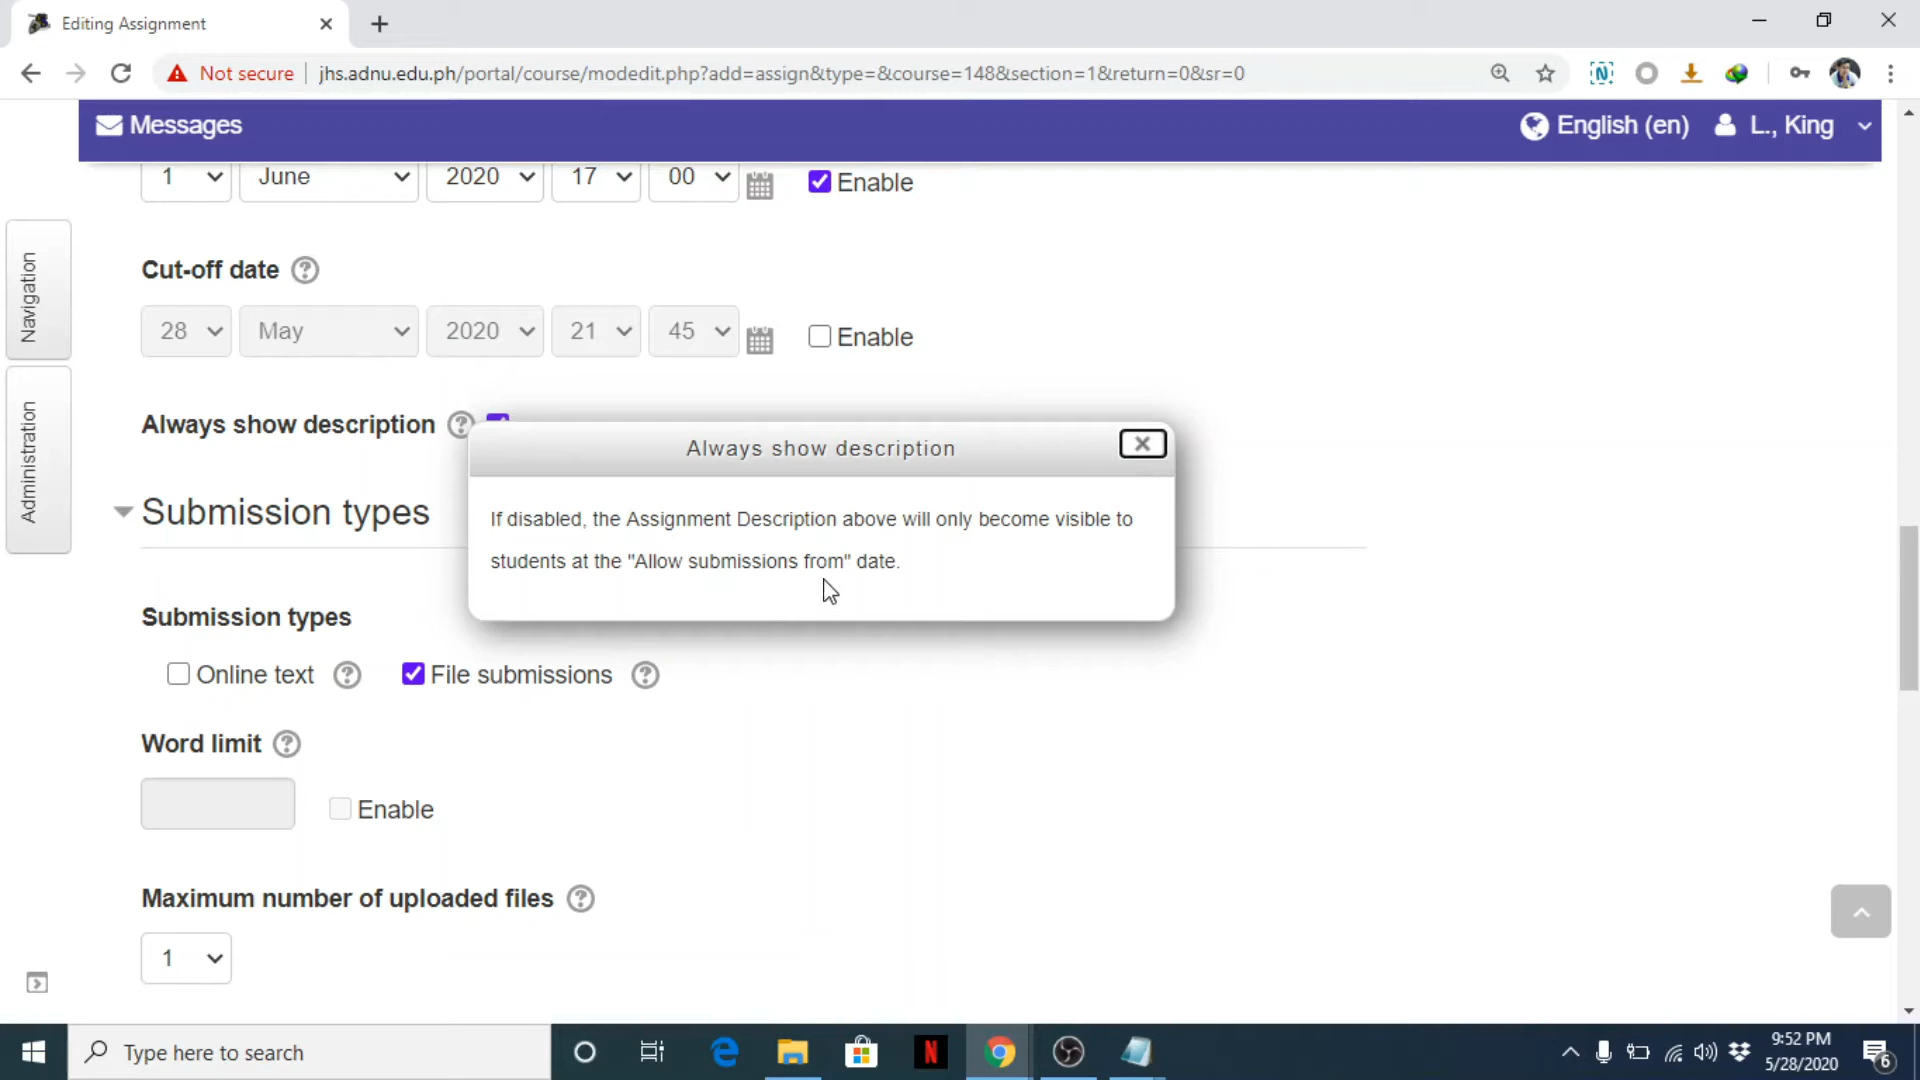 Editing Assignment
Not secure
jhs.adnu.edu.ph/portal/course/modedit.php?add=assign&type=&course=148&section=1&return=0&sr=0
Messages
English (en)
L., King
1 June 2020 17 00 Enable
Navigation
Cut-off date
28 May 2020 21 45 Enable
Administration
Always show description
Always show description
If disabled, the Assignment Description above will only become visible to
students at the "Allow submissions from" date.
Submission types
Submission types
Online text File submissions
Word limit
Enable
Maximum number of uploaded files
1
Type here to search
9:52 PM
5/28/2020
6